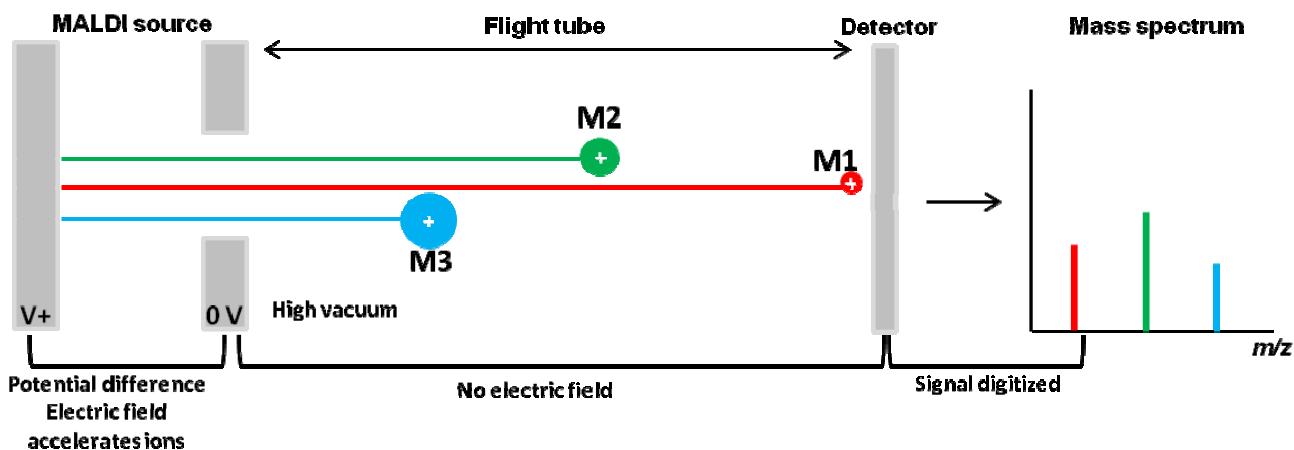 MALDI source
Flight tube
Detector
Mass spectrum
M2
+
M1
+
+
M3
V+
0 V
High vacuum
m/z
Potential difference
Electric field
accelerates ions
No electric field
Signal digitized